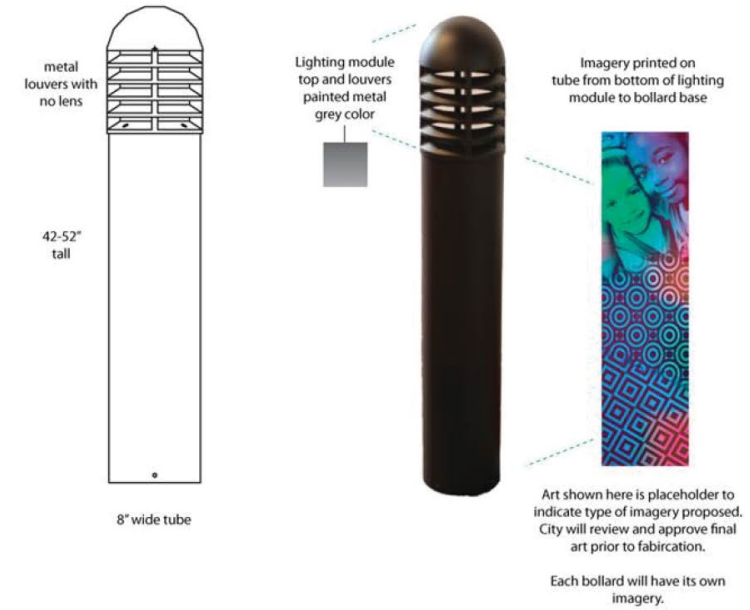 metal
louvers with
no lens
42-52"
tall
8" wide tube
Lighting module
top and louvers
painted metal
grey color
Imagery printed on
tube from bottom of lighting
module to bollard base
Art shown here is placeholder to
indicate type of imagery proposed.
City will review and approve final
art prior to fabircation.
Each bollard will have its own
imagery.